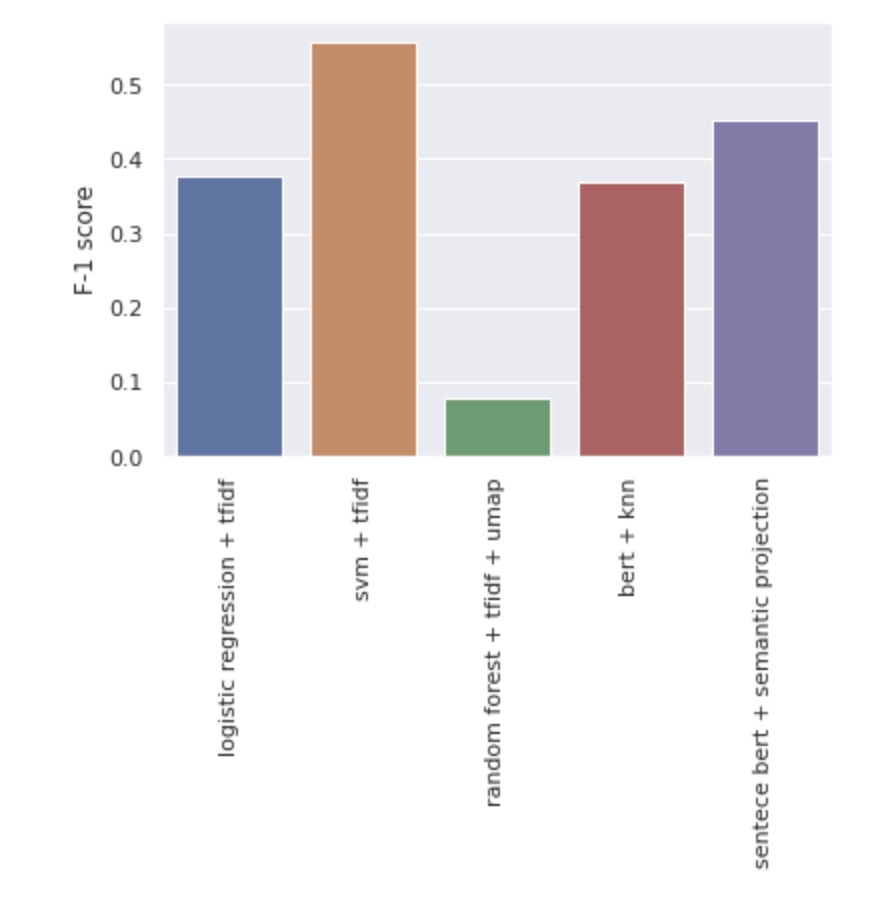 F-1 score
0.5
0.4
0.3
0.2
0.1
0.0
logistic regression + tfidf
svm + tfidf
random forest + tfidf + umap
bert + knn
sentece bert + semantic projection